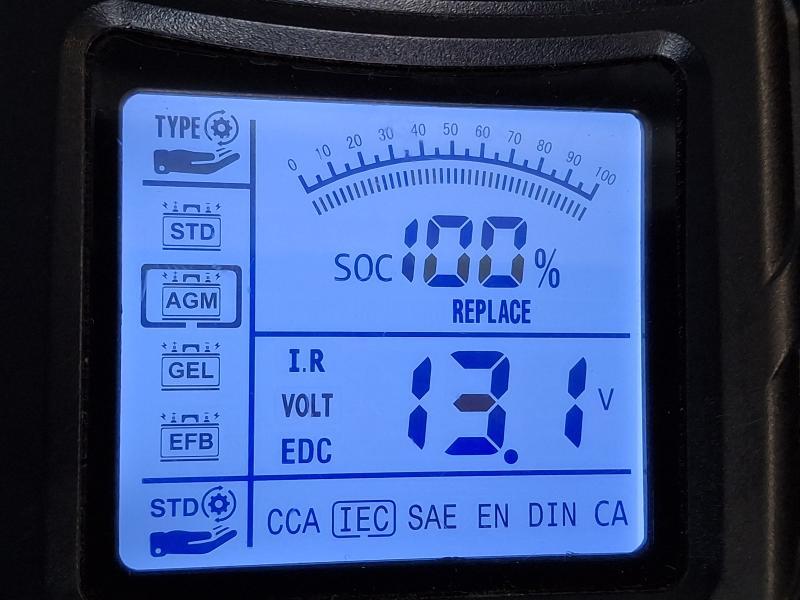 TYPE
0 10 20 30 40 50 60 70 80 90 100
STD
SOC 100 %
AGM
REPLACE
GEL
I.R
VOLT
13.1 V
EFB
EDC
STD
CCA IEC SAE EN DIN CA